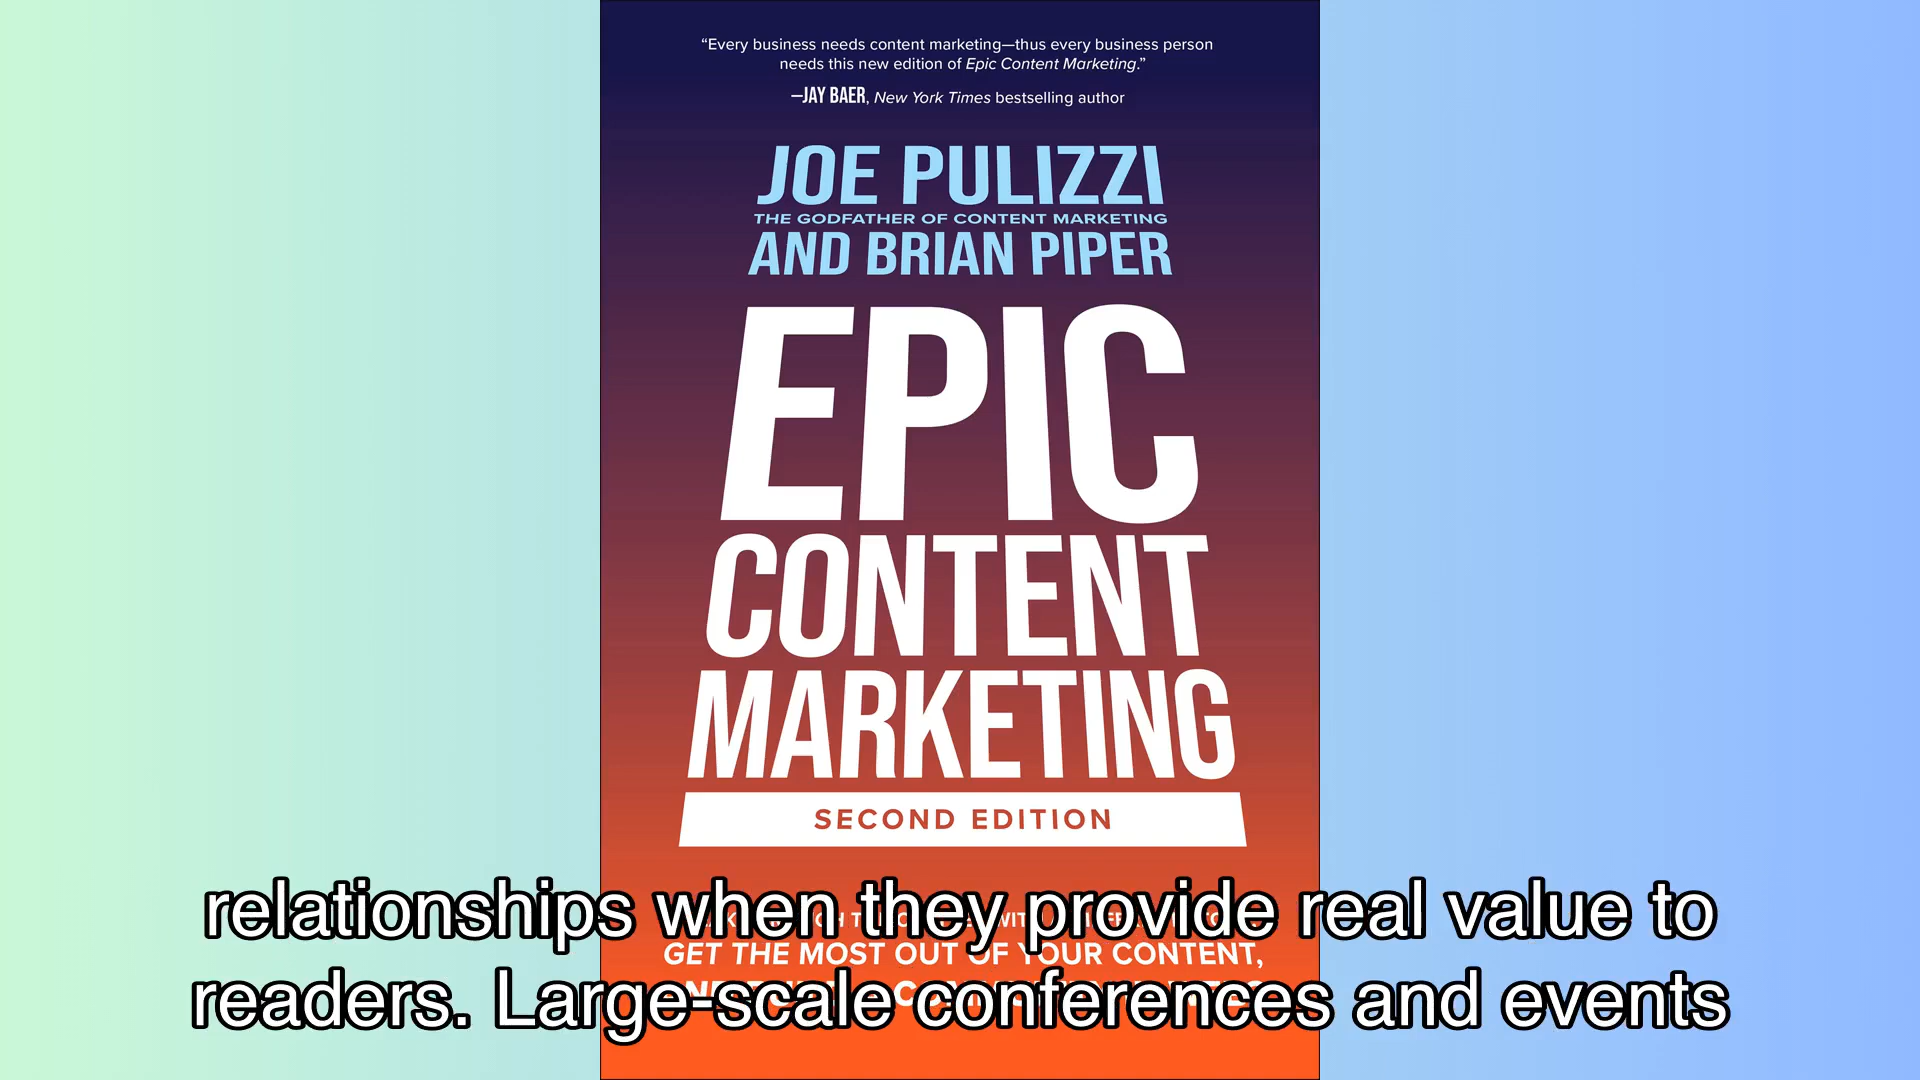 “Every business needs content marketing—thus every business person
needs this new edition of Epic Content Marketing.”
—JAY BAER, New York Times bestselling author
JOE PULIZZI
THE GODFATHER OF CONTENT MARKETING
AND BRIAN PIPER
EPIC
CONTENT
MARKETING
SECOND EDITION
relationships when they provide real value to
GET THE MOST OUT OF YOUR CONTENT,
readers. Large-scale conferences and events